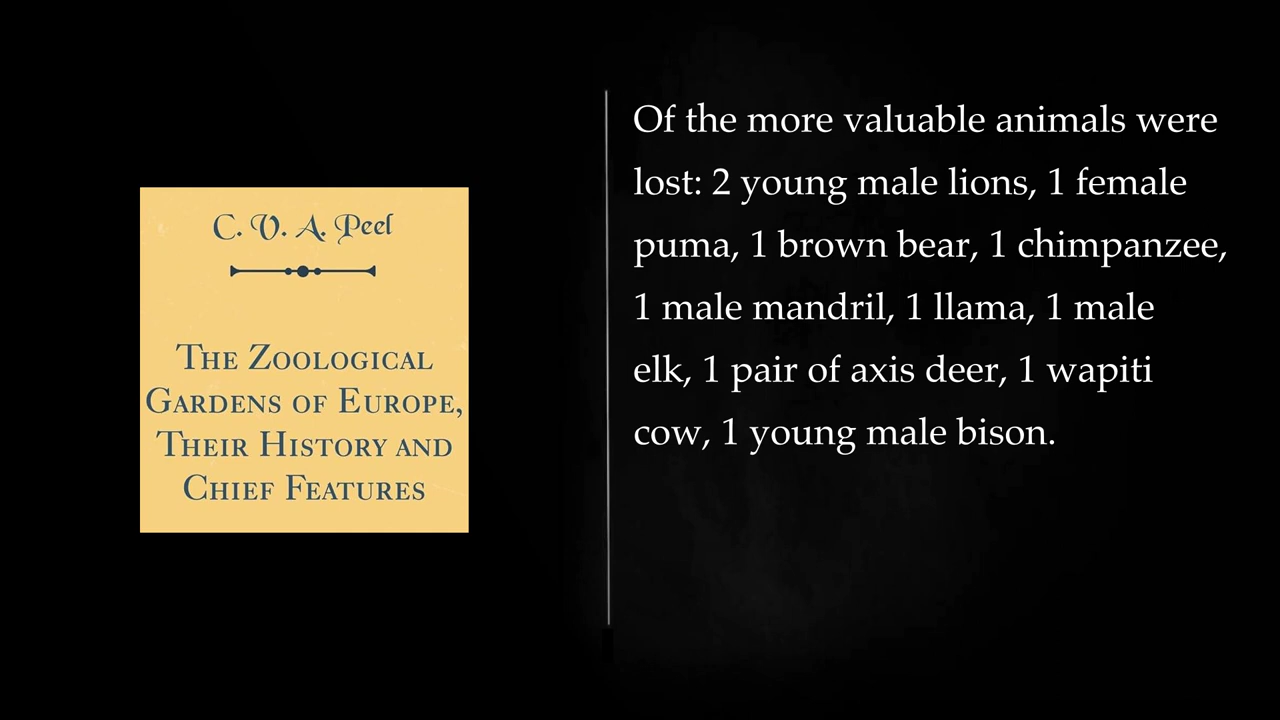 C. V. A. Peel
The Zoological
Gardens of Europe,
Their History and
Chief Features
Of the more valuable animals were
lost: 2 young male lions, 1 female
puma, 1 brown bear, 1 chimpanzee,
1 male mandril, 1 llama, 1 male
elk, 1 pair of axis deer, 1 wapiti
cow, 1 young male bison.